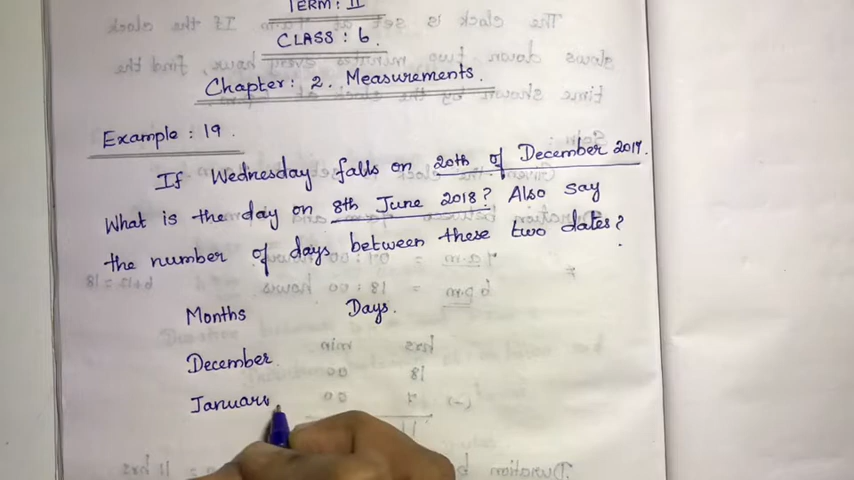 TERM: II
CLASS: 6.
Chapter: 2. Measurements.
Example: 19.
If Wednesday falls on 20th of December 2017.
What is the day on 8th June 2018? Also say
the number of days between these two dates?
Months Days.
December
January